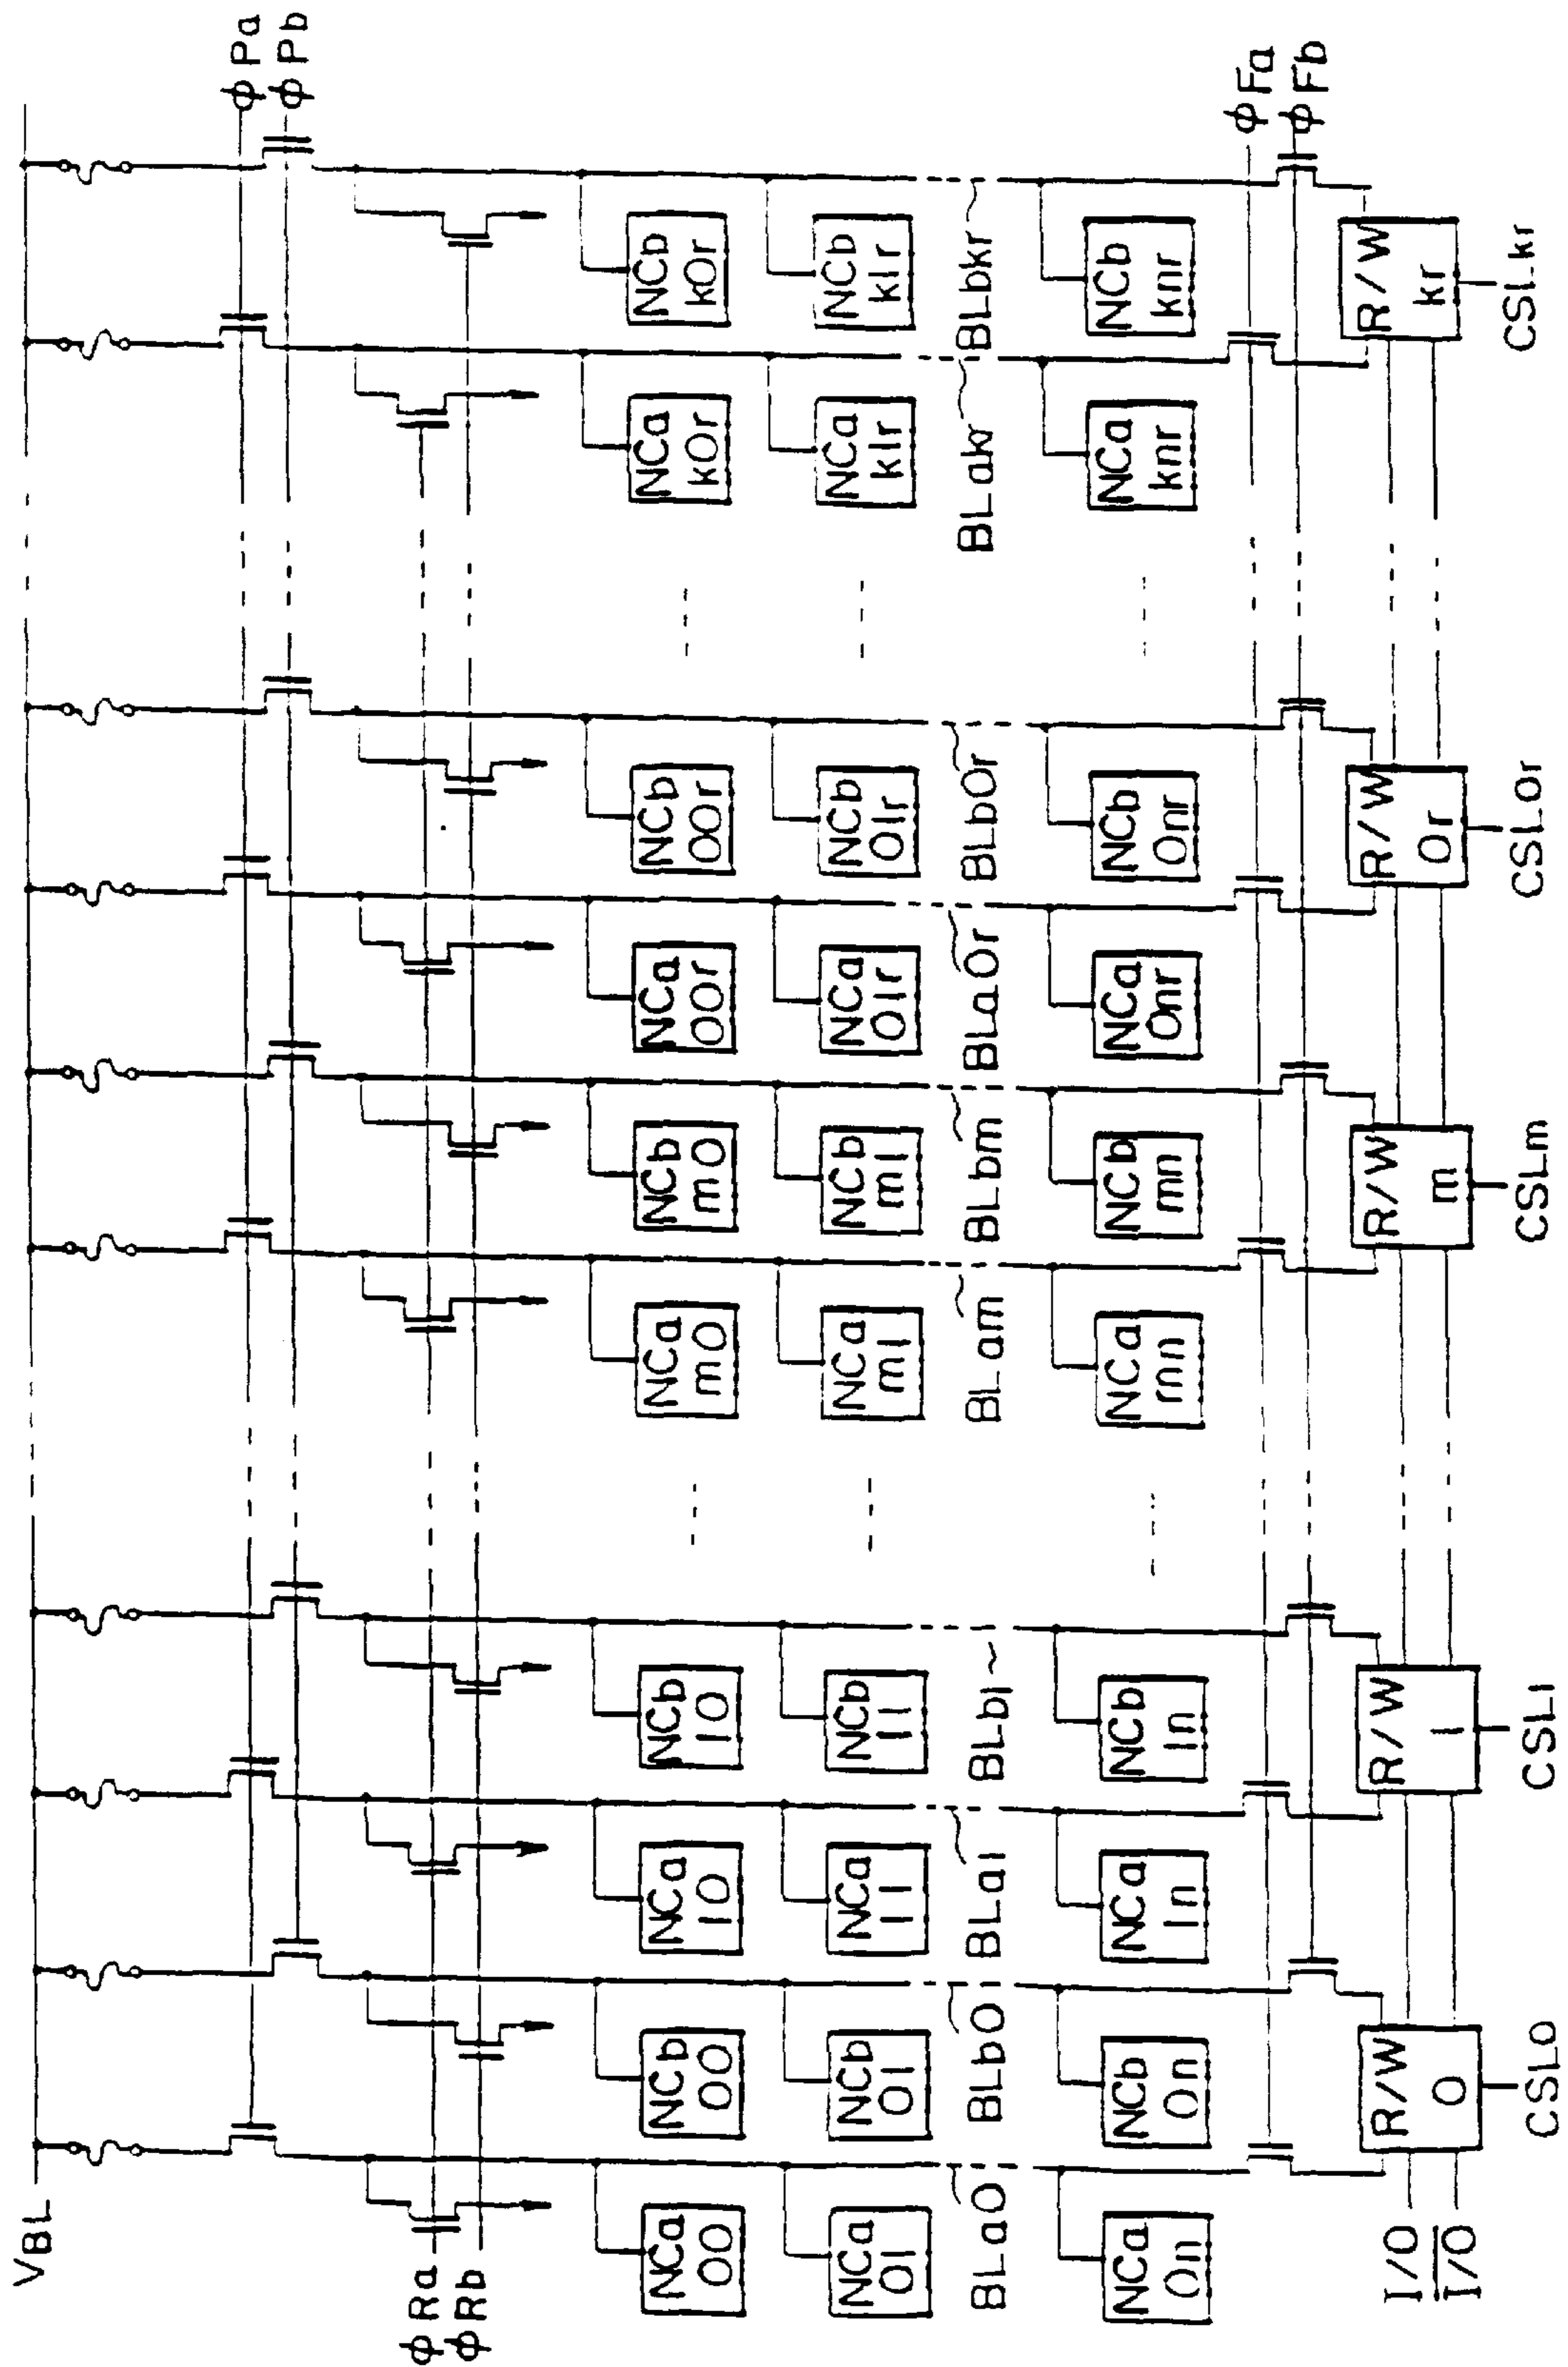 VBL
φPa
φPb
φRa
φRb
NCa 00
NCb 00
NCa 10
NCb 10
NCa m0
NCb m0
NCa 00r
NCb 00r
NCa k0r
NCb k0r
NCa 01
NCb 01
NCa 11
NCb 11
NCa m1
NCb m1
NCa 01r
NCb 01r
NCa k1r
NCb k1r
BLa0
BLb0
BLa1
BLb1
BLam
BLbm
BLa0r
BLb0r
BLakr
BLbkr
NCa 0n
NCb 0n
NCa 1n
NCb 1n
NCa mn
NCb mn
NCa 0nr
NCb 0nr
NCa knr
NCb knr
φFa
φFb
I/O
I/O
R/W 0
R/W 1
R/W m
R/W 0r
R/W kr
CSL0
CSL1
CSLm
CSL0r
CSLkr